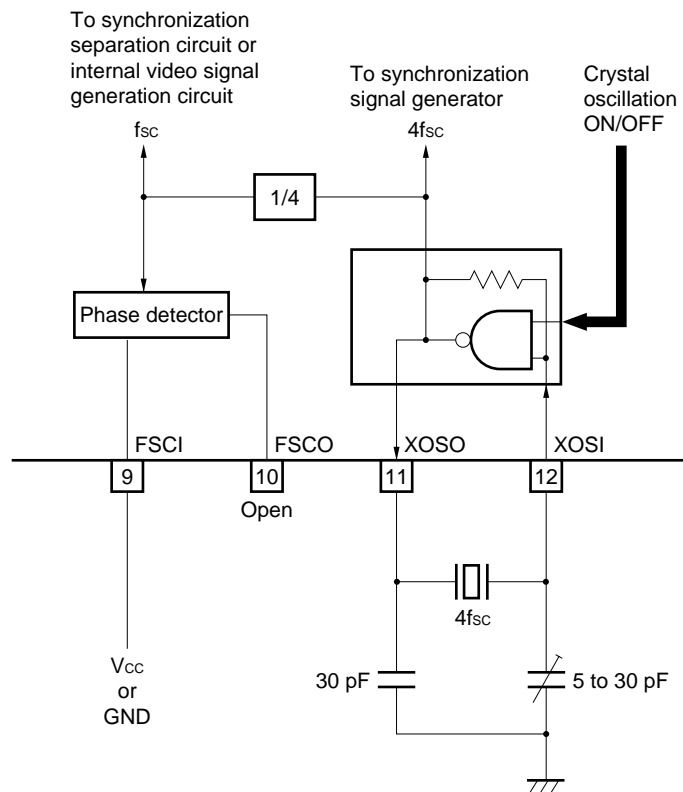 To synchronization
separation circuit or
internal video signal
generation circuit
To synchronization
signal generator
Crystal
oscillation
ON/OFF
fSC
4fSC
1/4
Phase detector
FSCI
FSCO
XOSO
XOSI
9
10
11
12
Open
4fSC
VCC
or
GND
30 pF
5 to 30 pF